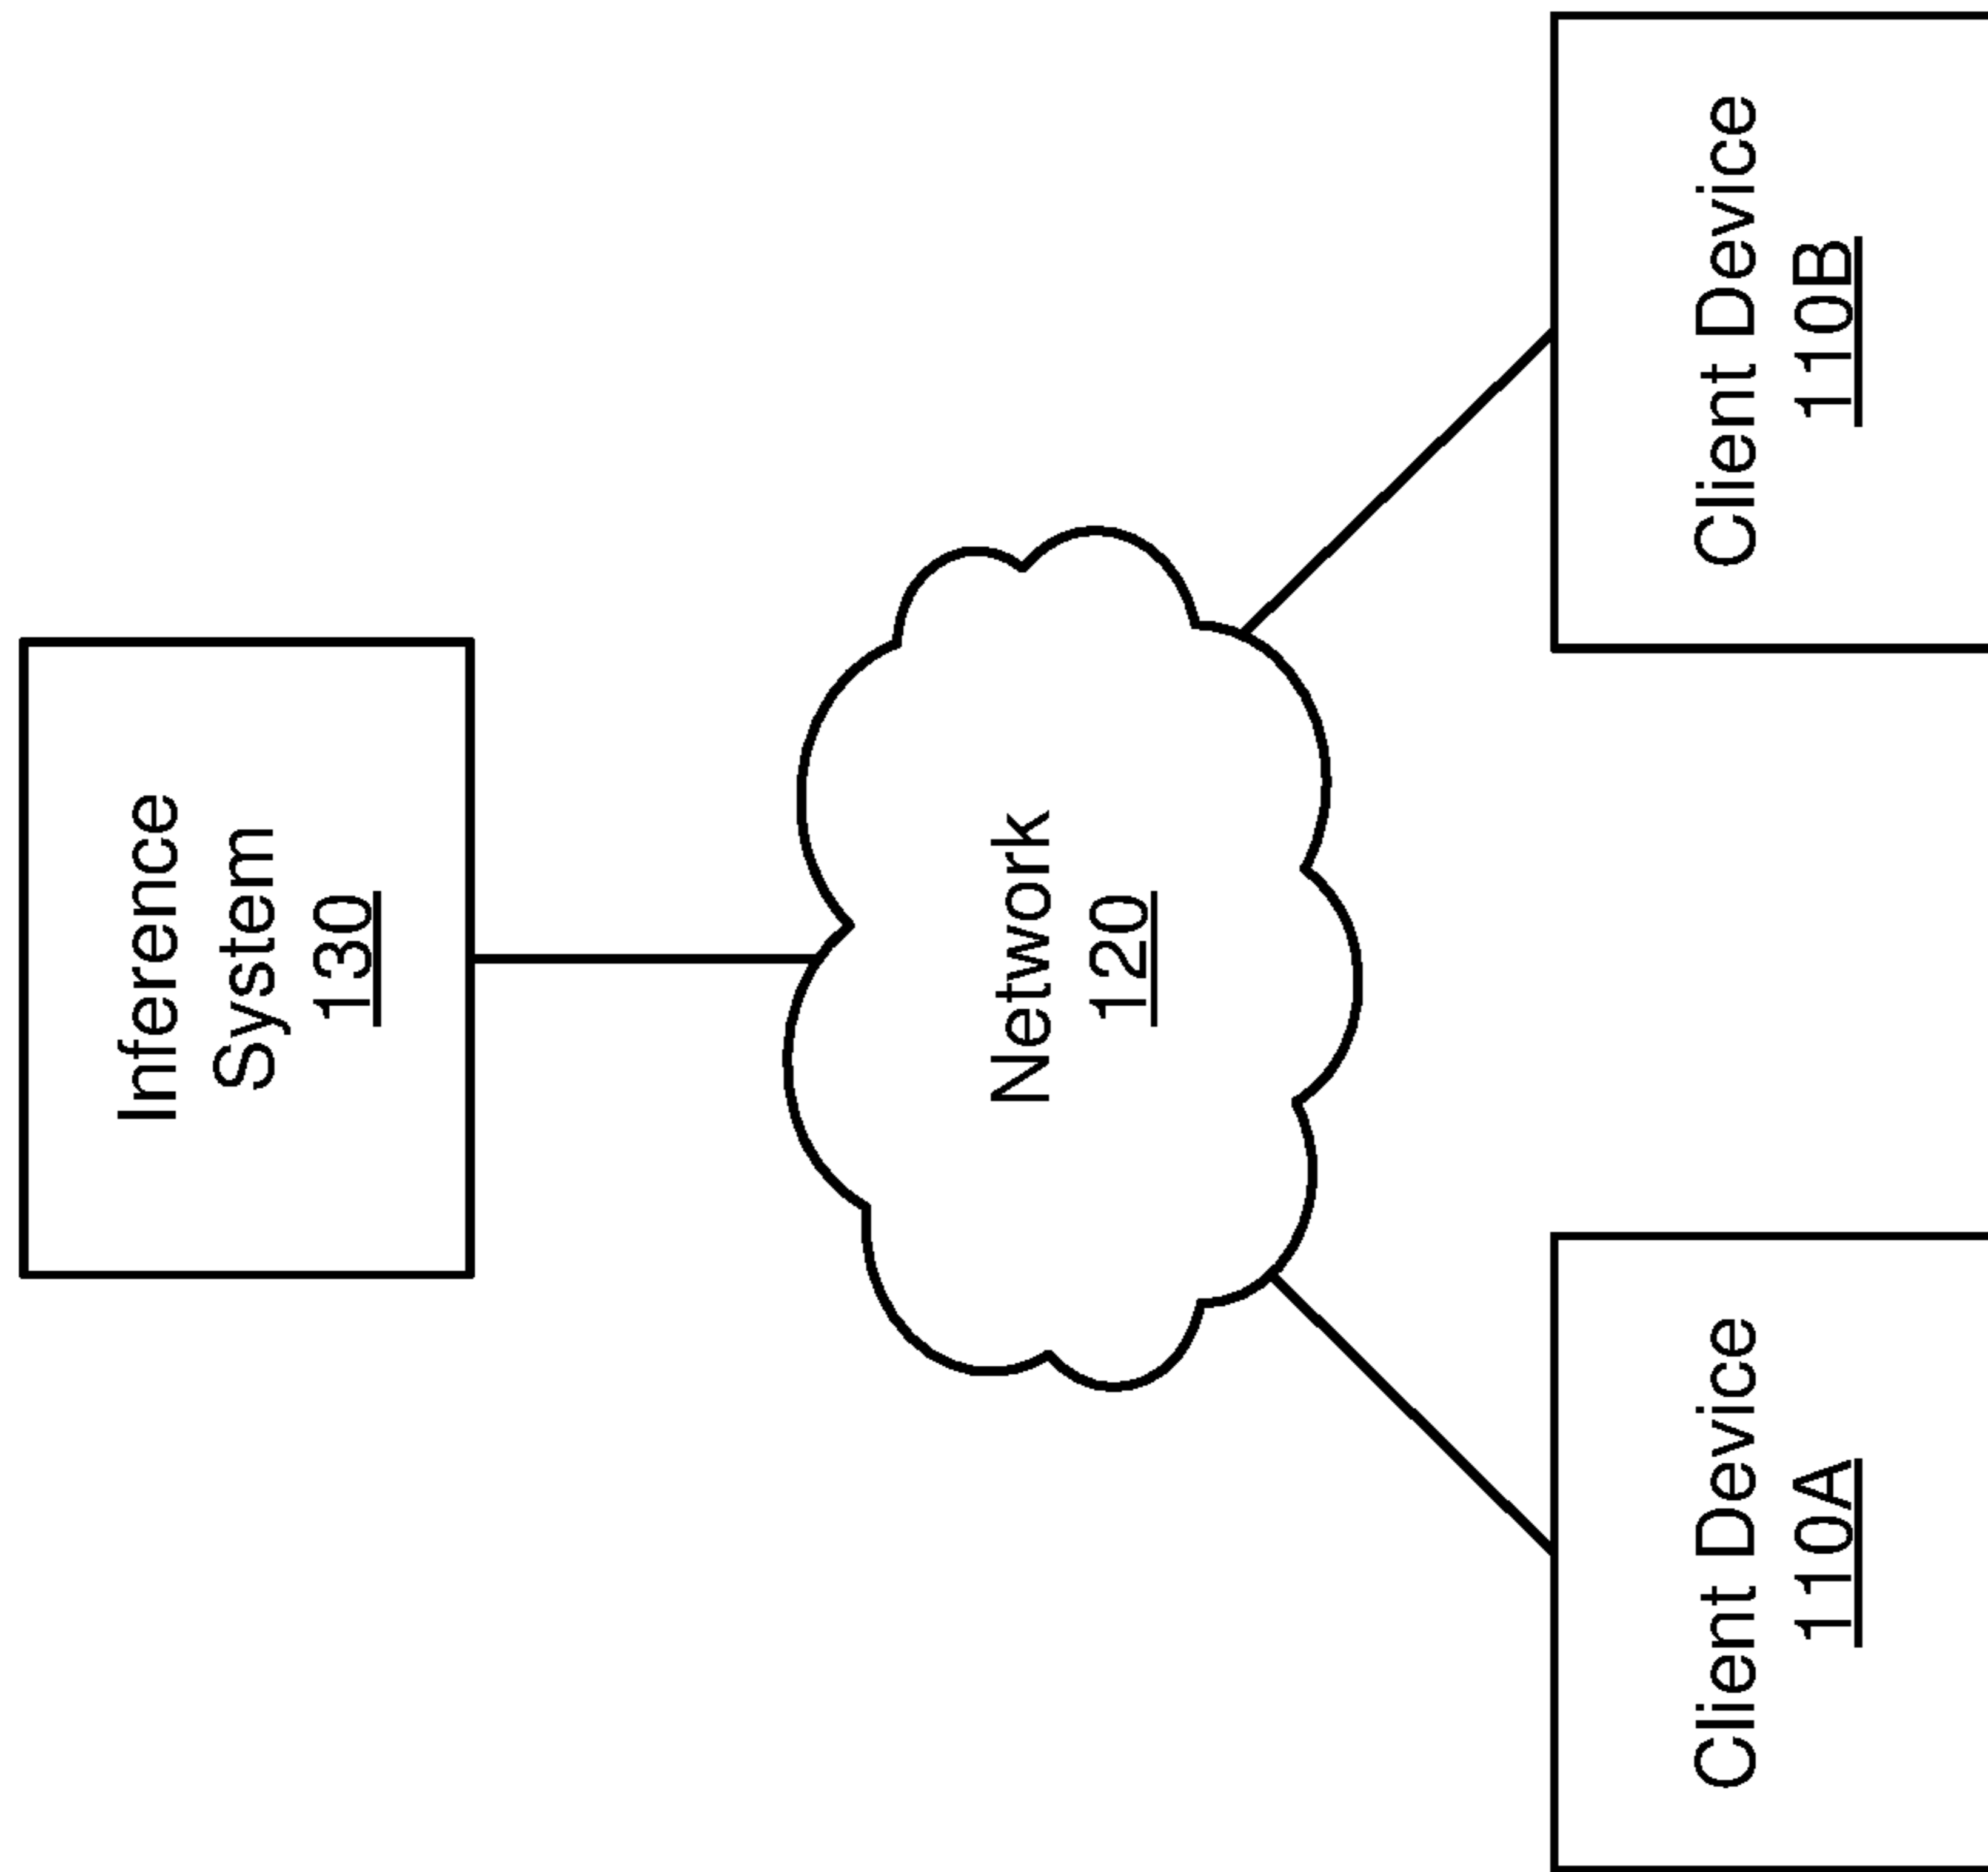 Inference
System
130
Network
120
Client Device
110A
Client Device
110B